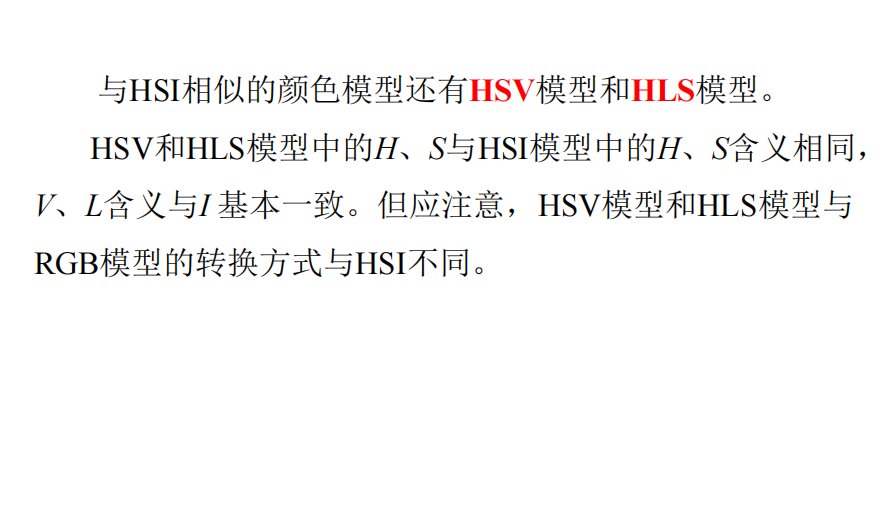 与HSI相似的颜色模型还有HSV模型和HLS模型。
HSV和HLS模型中的H、S与HSI模型中的H、S含义相同，
V、L含义与I 基本一致。但应注意，HSV模型和HLS模型与
RGB模型的转换方式与HSI不同。